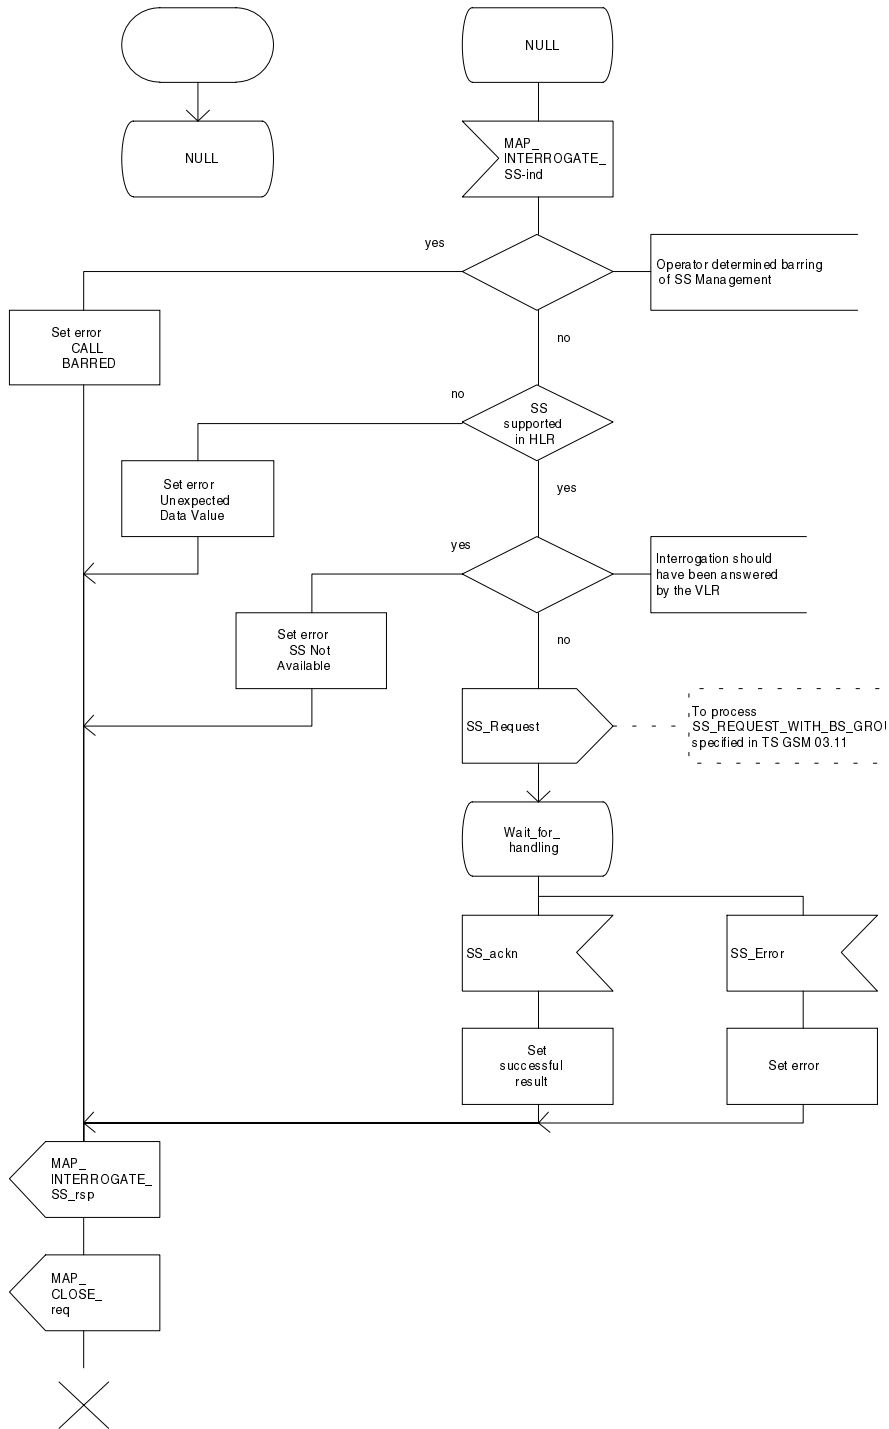 NULL
NULL
MAP_
INTERROGATE_
SS-ind
yes
Operator determined barring
of SS Management
Set error
CALL
BARRED
no
no
SS
supported
in HLR
Set error
Unexpected
Data Value
yes
yes
Interrogation should
have been answered
by the VLR
Set error
SS Not
Available
no
SS_Request
To process
SS_REQUEST_WITH_BS_GROU
specified in TS GSM 03.11
Wait_for_
handling
SS_ackn
SS_Error
Set
successful
result
Set error
MAP_
INTERROGATE_
SS_rsp
MAP_
CLOSE_
req